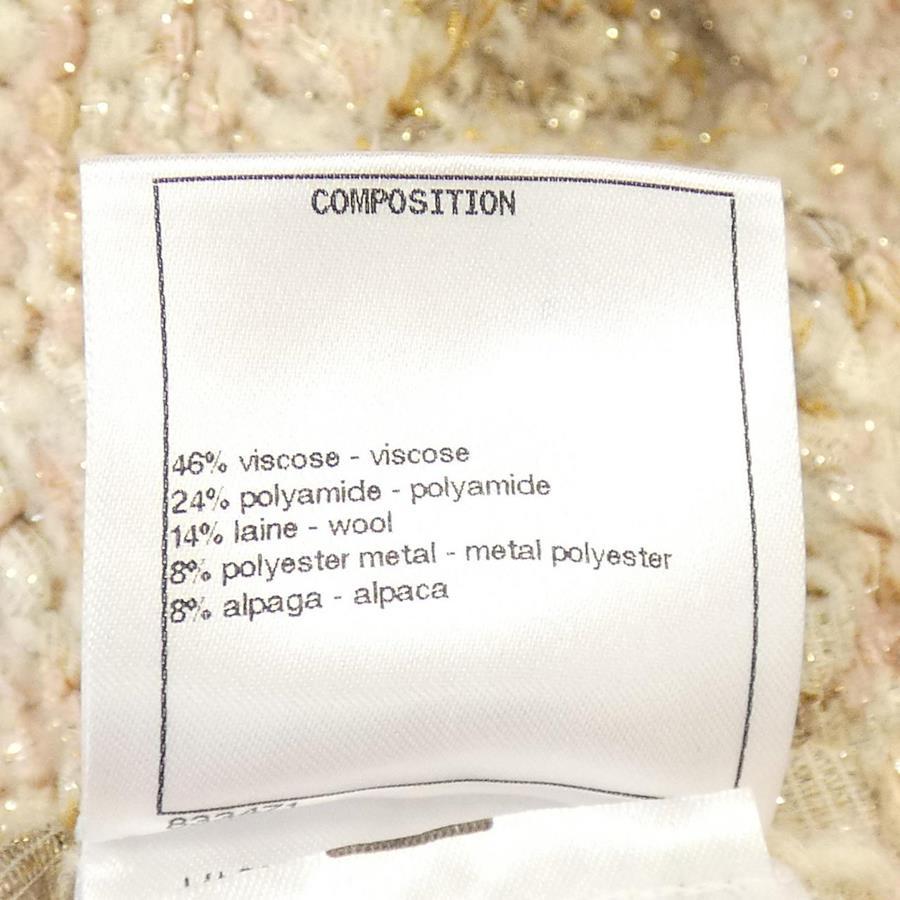 COMPOSITION
46% viscose - viscose
24% polyamide - polyamide
14% laine - wool
8% polyester metal - metal polyester
8% alpaga - alpaca